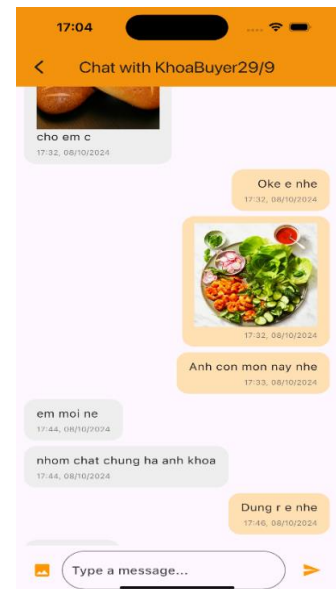 17:04
Chat with KhoaBuyer29/9
cho em c
17:32, 08/10/2024
Oke e nhe
17:32, 08/10/2024
17:32, 08/10/2024
Anh con mon nay nhe
17:33, 08/10/2024
em moi ne
17:44, 08/10/2024
nhom chat chung ha anh khoa
17:44, 08/10/2024
Dung r e nhe
17:46, 08/10/2024
Type a message...